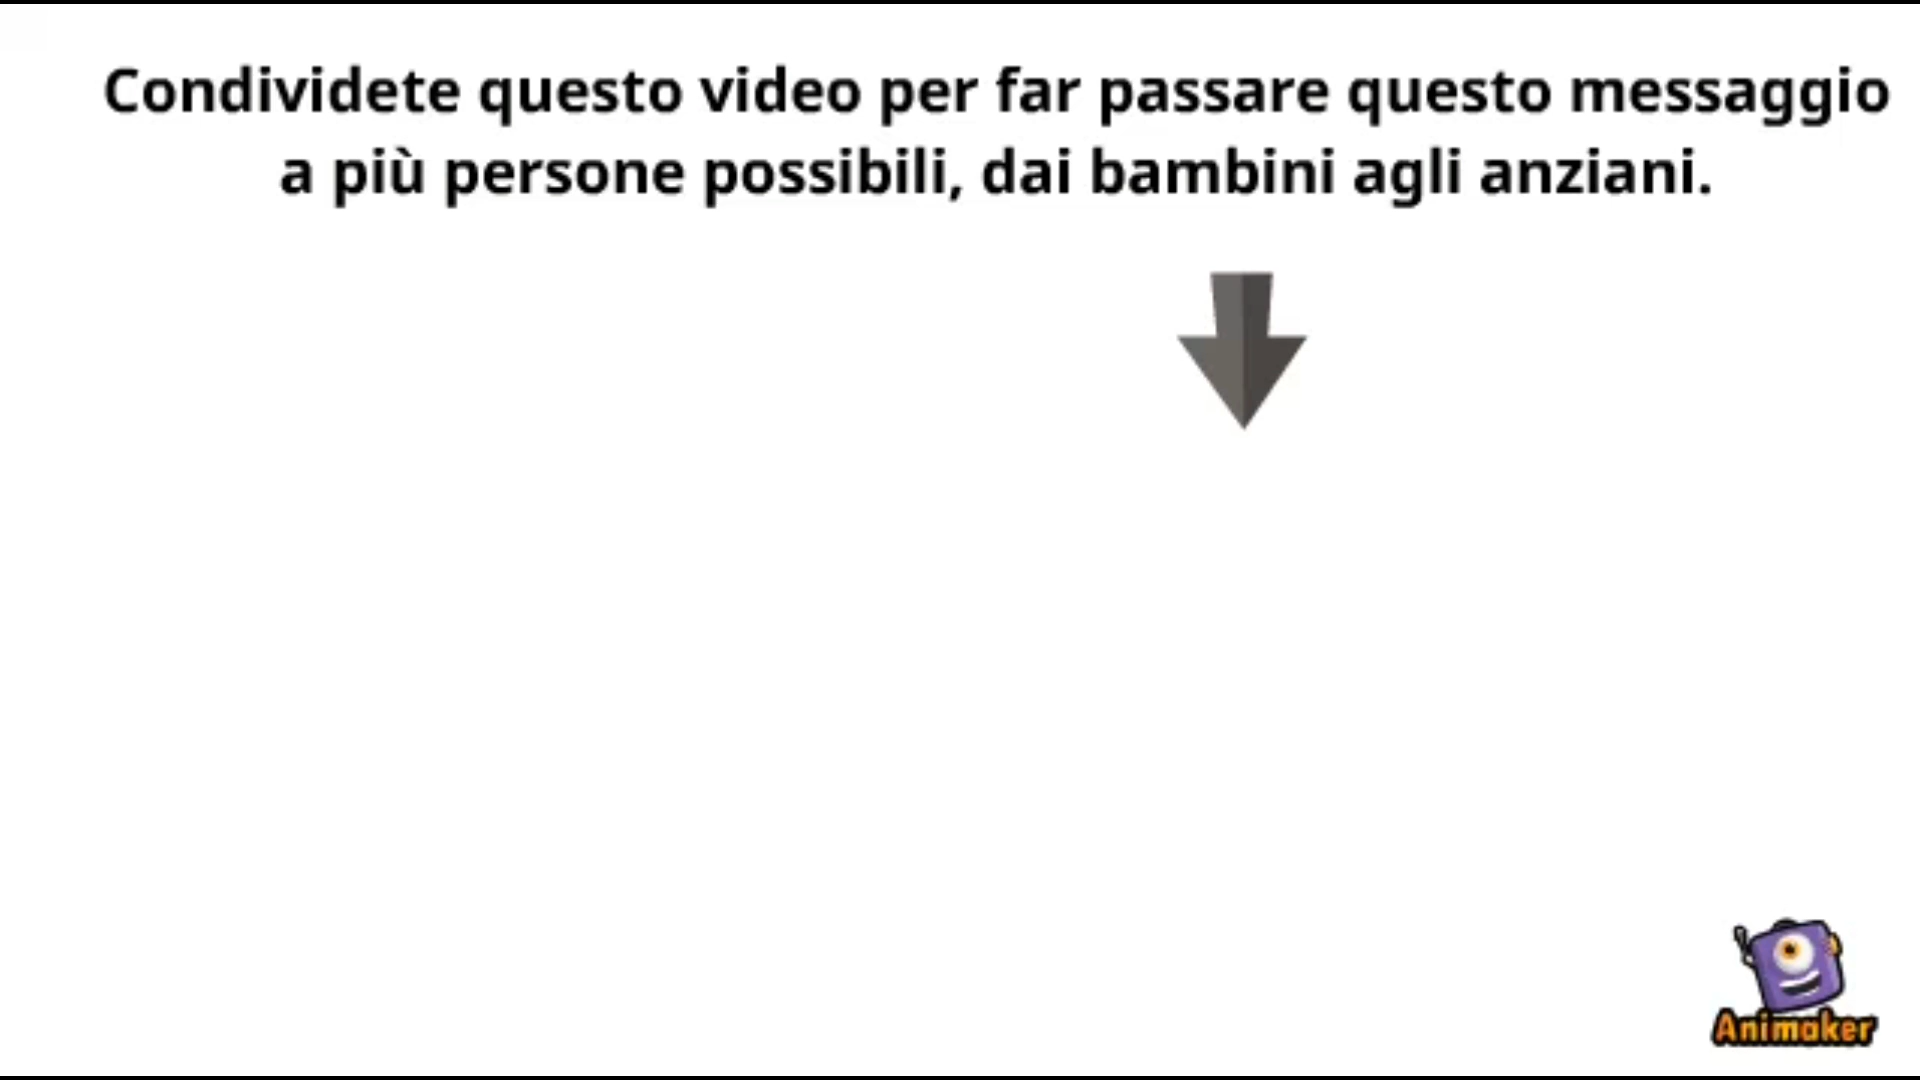 Condividete questo video per far passare questo messaggio
a più persone possibili, dai bambini agli anziani.
Animaker